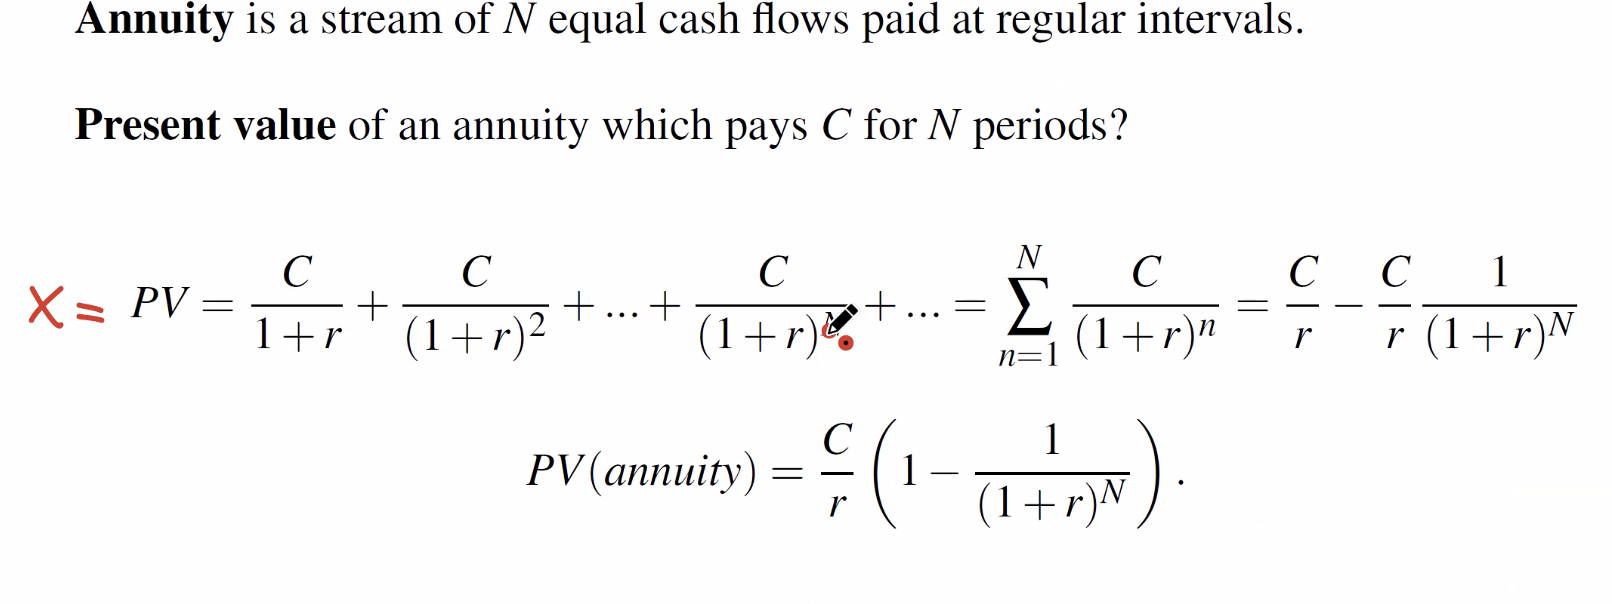 Annuity is a stream of N equal cash flows paid at regular intervals.
Present value of an annuity which pays C for N periods?
X = PV = C/(1+r) + C/(1+r)^2 + ... + C/(1+r) + ... = ∑_{n=1}^{N} C/(1+r)^n = C/r − C/r 1/(1+r)^N
PV(annuity) = C/r (1 − 1/(1+r)^N).